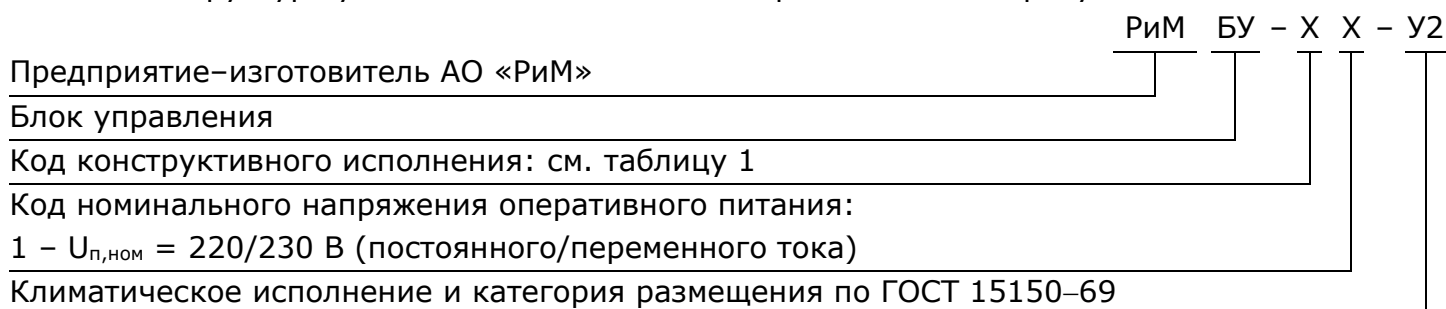 РиМ БУ – Х Х – У2
Предприятие–изготовитель АО «РиМ»
Блок управления
Код конструктивного исполнения: см. таблицу 1
Код номинального напряжения оперативного питания:
1 – Uп,ном = 220/230 В (постоянного/переменного тока)
Климатическое исполнение и категория размещения по ГОСТ 15150–69